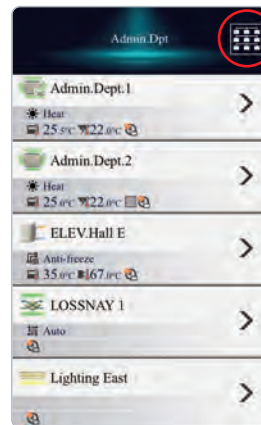 Admin.Dpt
Admin.Dept.1
Heat
25.5°C 22.0°C
Admin.Dept.2
Heat
25.0°C 22.0°C
ELEV.Hall E
Anti-freeze
35.0°C 67.0°C
LOSSNAY 1
Auto
Lighting East